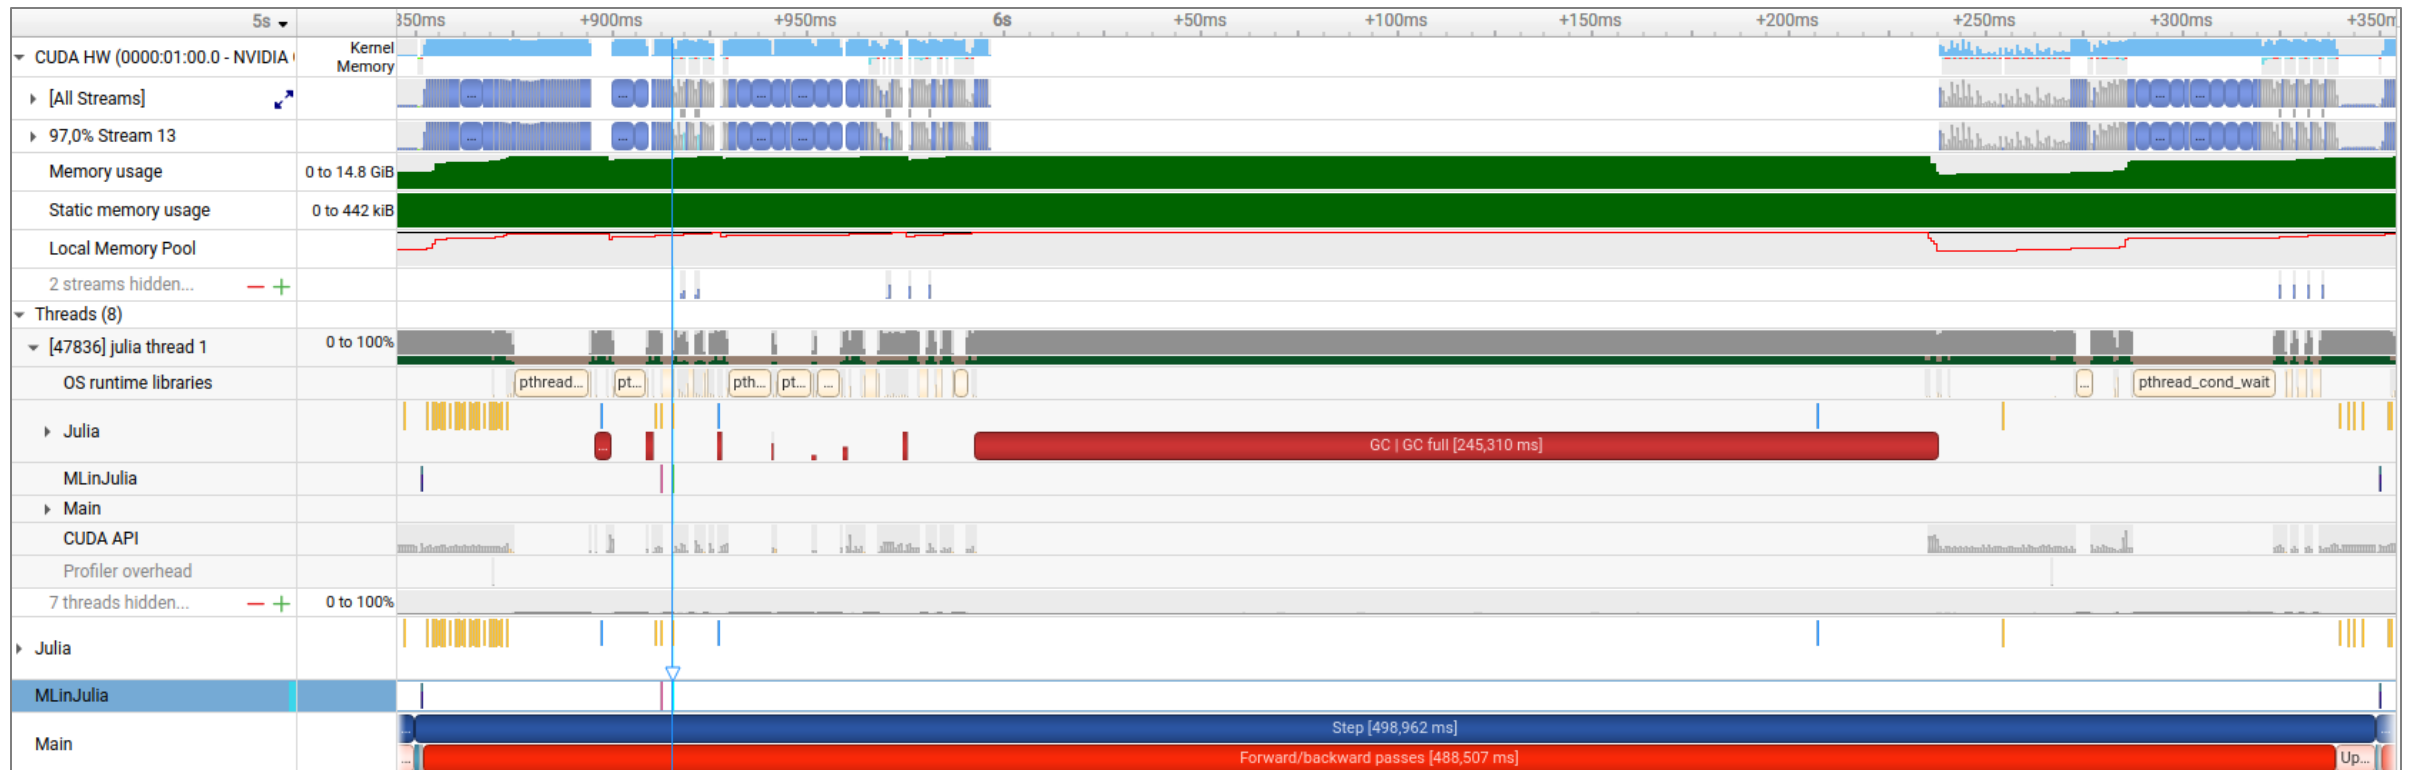 5s 350ms +900ms +950ms 6s +50ms +100ms +150ms +200ms +250ms +300ms +350m
CUDA HW (0000:01:00.0 - NVIDIA Kernel
Memory
[All Streams] ... ... ... ... ... ...
97,0% Stream 13 ... ... ... ... ... ...
Memory usage 0 to 14.8 GiB
Static memory usage 0 to 442 kiB
Local Memory Pool
2 streams hidden... — +
Threads (8)
[47836] julia thread 1 0 to 100%
OS runtime libraries pthread... pt... pth... pt... ... ... pthread_cond_wait
Julia ... GC | GC full [245,310 ms]
MLinJulia
Main
CUDA API
Profiler overhead
7 threads hidden... — + 0 to 100%
Julia
MLinJulia
Main ... Step [498,962 ms] ...
... Forward/backward passes [488,507 ms] Up...